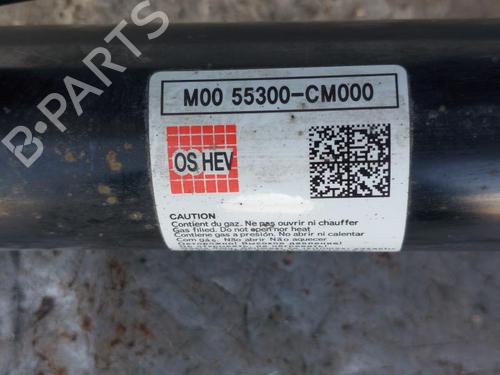 M00 55300-CM000
OS HEV
CAUTION
Contient du gaz. Ne pas ouvrir ni chauffer
Gas filled. Do not open nor heat
Contiene gas a presión. No abrir ni calentar
Com gás. Não abrir não aquecer
B-PARTS